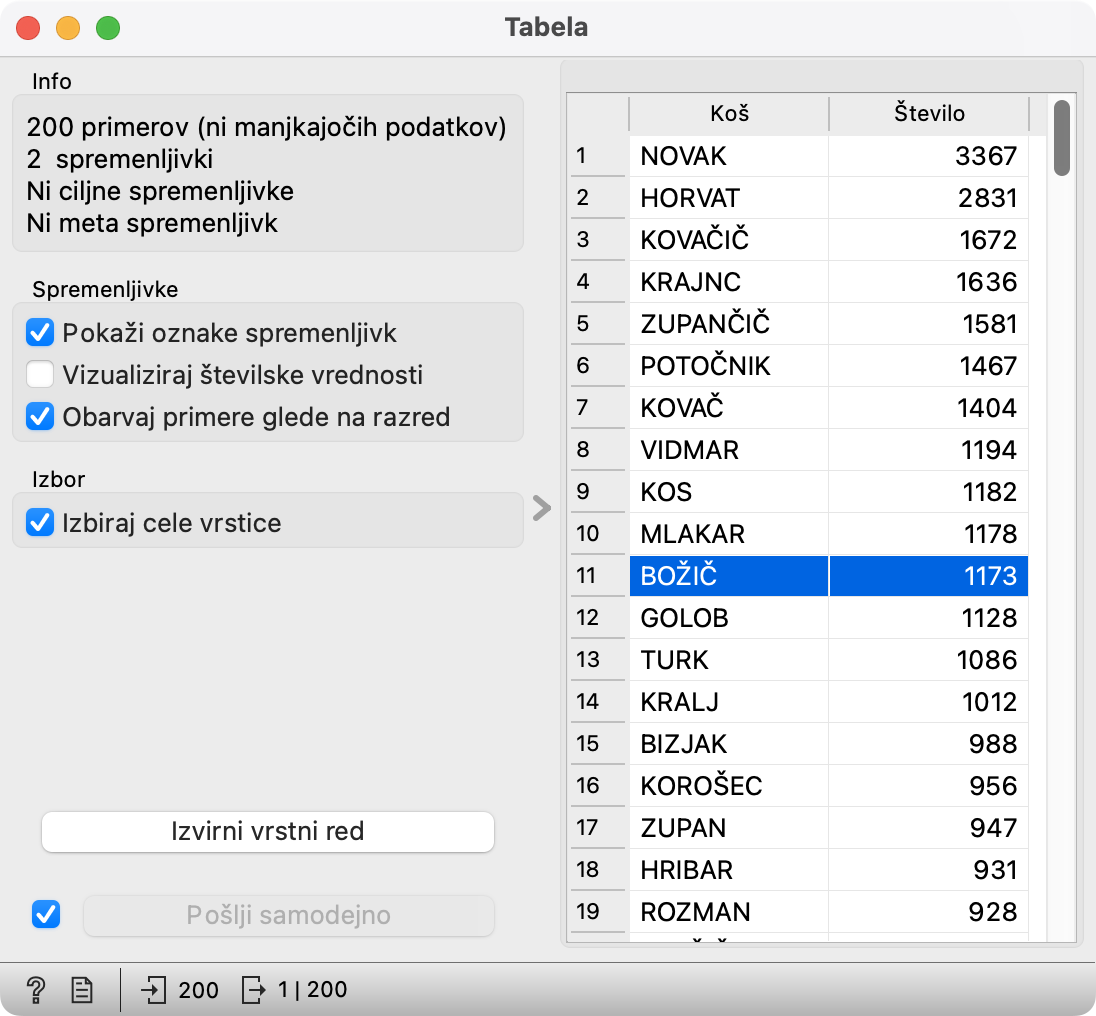 Tabela
Info
200 primerov (ni manjkajočih podatkov)
2 spremenljivki
Ni ciljne spremenljivke
Ni meta spremenljivk
Spremenljivke
Pokaži oznake spremenljivk
Vizualiziraj številske vrednosti
Obarvaj primere glede na razred
Izbor
Izbiraj cele vrstice
Izvirni vrstni red
Pošlji samodejno
Koš Število
1 NOVAK 3367
2 HORVAT 2831
3 KOVAČIČ 1672
4 KRAJNC 1636
5 ZUPANČIČ 1581
6 POTOČNIK 1467
7 KOVAČ 1404
8 VIDMAR 1194
9 KOS 1182
10 MLAKAR 1178
11 BOŽIČ 1173
12 GOLOB 1128
13 TURK 1086
14 KRALJ 1012
15 BIZJAK 988
16 KOROŠEC 956
17 ZUPAN 947
18 HRIBAR 931
19 ROZMAN 928
? 200 1 | 200